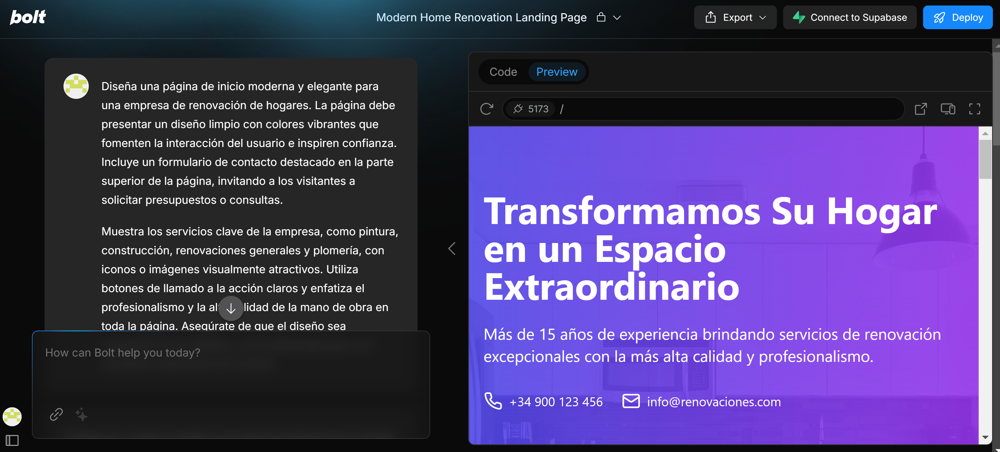 bolt
Modern Home Renovation Landing Page
Export
Connect to Supabase
Deploy
Diseña una página de inicio moderna y elegante para
una empresa de renovación de hogares. La página debe
presentar un diseño limpio con colores vibrantes que
fomenten la interacción del usuario e inspiren confianza.
Incluye un formulario de contacto destacado en la parte
superior de la página, invitando a los visitantes a
solicitar presupuestos o consultas.
Muestra los servicios clave de la empresa, como pintura,
construcción, renovaciones generales y plomería, con
iconos o imágenes visualmente atractivos. Utiliza
botones de llamado a la acción claros y enfatiza el
profesionalismo y la al lidad de la mano de obra en
toda la página. Asegúrate de que el diseño sea
How can Bolt help you today?
Code
Preview
5173 /
Transformamos Su Hogar
en un Espacio
Extraordinario
Más de 15 años de experiencia brindando servicios de renovación
excepcionales con la más alta calidad y profesionalismo.
+34 900 123 456
info@renovaciones.com